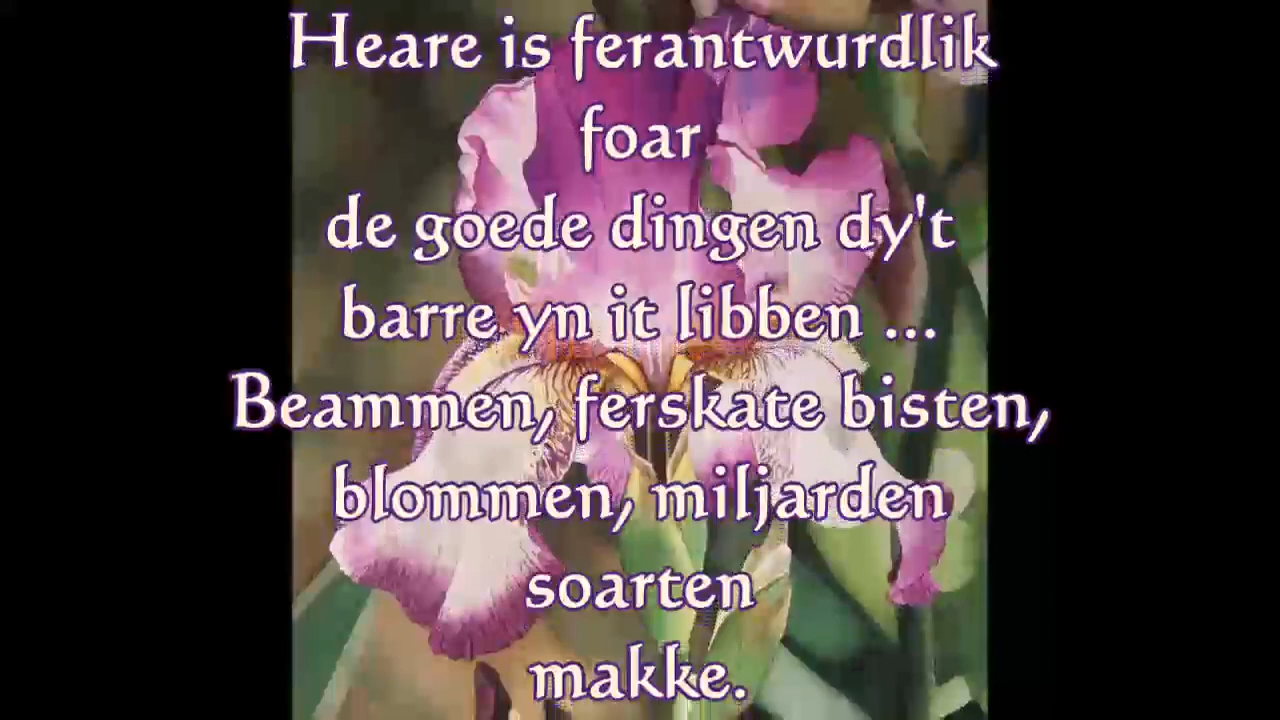 Heare is ferantwurdlik
foar
de goede dingen dy't
barre yn it libben ...
Beammen, ferskate bisten,
blommen, miljarden
soarten
makke.